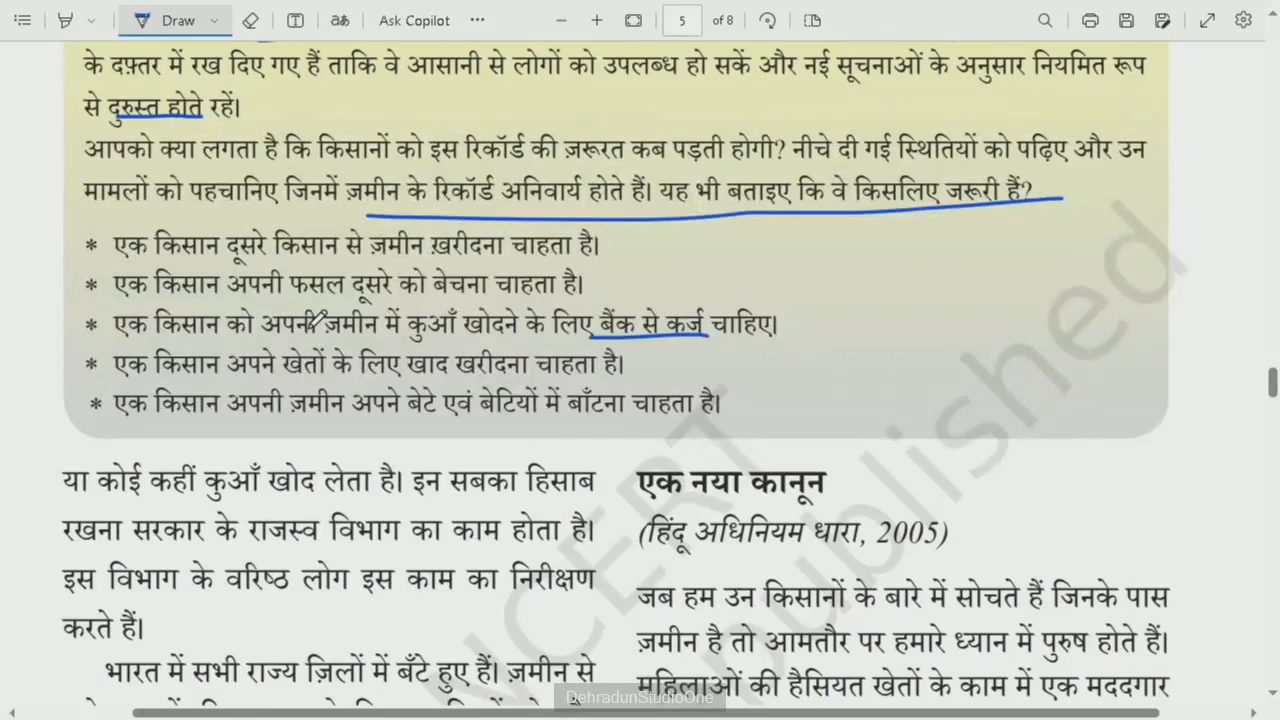 Draw
Ask Copilot
5 of 8
के दफ़्तर में रख दिए गए हैं ताकि वे आसानी से लोगों को उपलब्ध हो सकें और नई सूचनाओं के अनुसार नियमित रूप
से दुरुस्त होते रहें।
आपको क्या लगता है कि किसानों को इस रिकॉर्ड की ज़रूरत कब पड़ती होगी? नीचे दी गई स्थितियों को पढ़िए और उन
मामलों को पहचानिए जिनमें ज़मीन के रिकॉर्ड अनिवार्य होते हैं। यह भी बताइए कि वे किसलिए जरूरी हैं?
* एक किसान दूसरे किसान से ज़मीन ख़रीदना चाहता है।
* एक किसान अपनी फसल दूसरे को बेचना चाहता है।
* एक किसान को अपनी ज़मीन में कुआँ खोदने के लिए बैंक से कर्ज चाहिए।
* एक किसान अपने खेतों के लिए खाद खरीदना चाहता है।
* एक किसान अपनी ज़मीन अपने बेटे एवं बेटियों में बाँटना चाहता है।
या कोई कहीं कुआँ खोद लेता है। इन सबका हिसाब
रखना सरकार के राजस्व विभाग का काम होता है।
इस विभाग के वरिष्ठ लोग इस काम का निरीक्षण
करते हैं।
भारत में सभी राज्य ज़िलों में बँटे हुए हैं। ज़मीन से
एक नया कानून
(हिंदू अधिनियम धारा, 2005)
जब हम उन किसानों के बारे में सोचते हैं जिनके पास
ज़मीन है तो आमतौर पर हमारे ध्यान में पुरुष होते हैं।
महिलाओं की हैसियत खेतों के काम में एक मददगार
NCERT
published
DehradunStudioOne